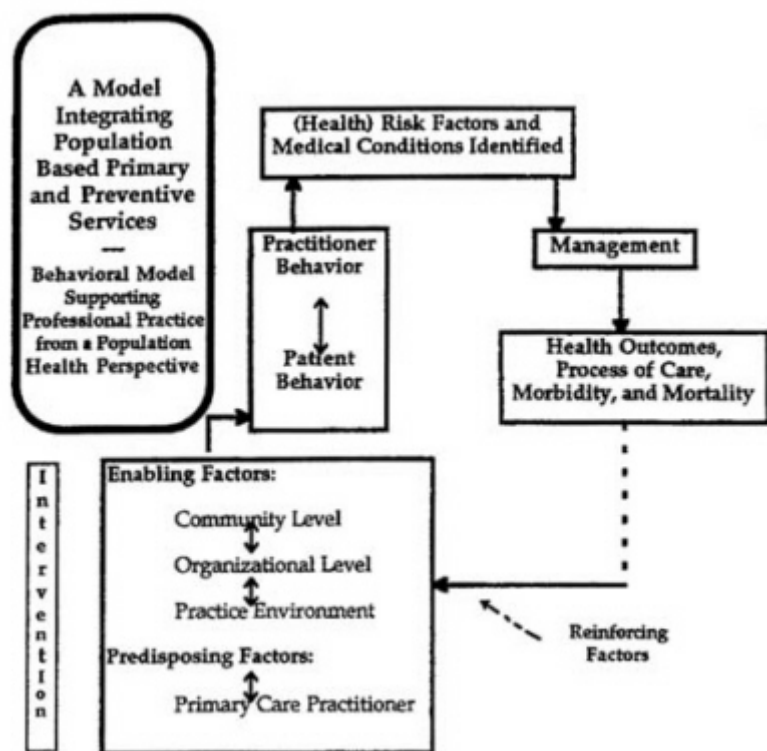 A Model
Integrating
Population
Based Primary
and Preventive
Services
—
Behavioral Model
Supporting
Professional Practice
from a Population
Health Perspective
(Health) Risk Factors and
Medical Conditions Identified
Practitioner
Behavior
Patient
Behavior
Management
Health Outcomes,
Process of Care,
Morbidity, and Mortality
Intervention
Enabling Factors:
Community Level
Organizational Level
Practice Environment
Predisposing Factors:
Primary Care Practitioner
Reinforcing
Factors